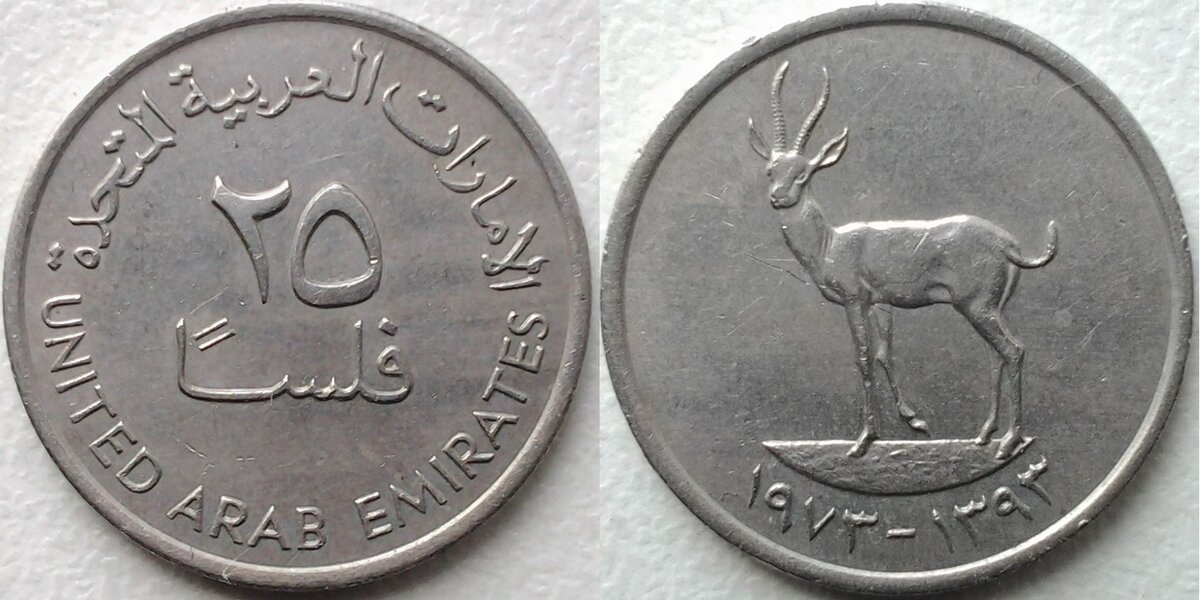 الإمارات العربية المتحدة
٢٥
فلساً
UNITED ARAB EMIRATES
١٣٩٣-١٩٧٣